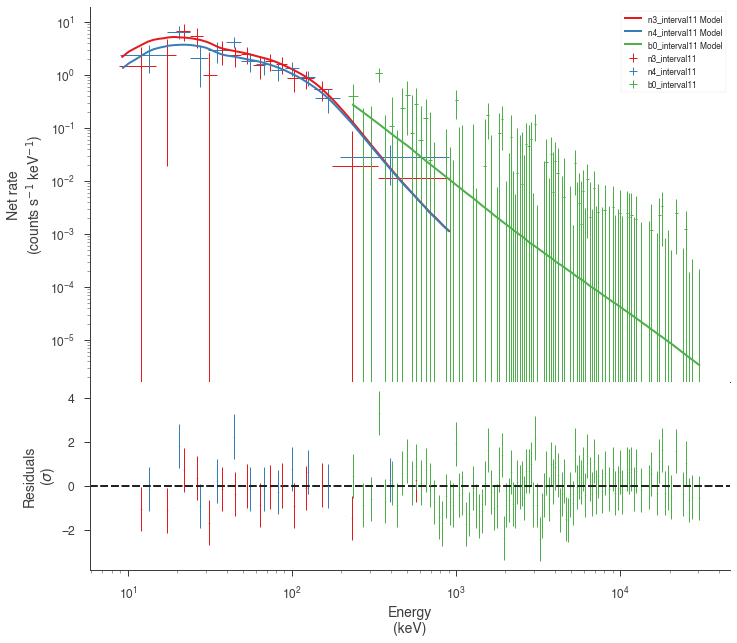 n3_interval11 Model
n4_interval11 Model
b0_interval11 Model
n3_interval11
n4_interval11
b0_interval11
Net rate
(counts s⁻¹ keV⁻¹)
10¹
10⁰
10⁻¹
10⁻²
10⁻³
10⁻⁴
10⁻⁵
Residuals
(σ)
4
2
0
−2
10¹ 10² 10³ 10⁴
Energy
(keV)